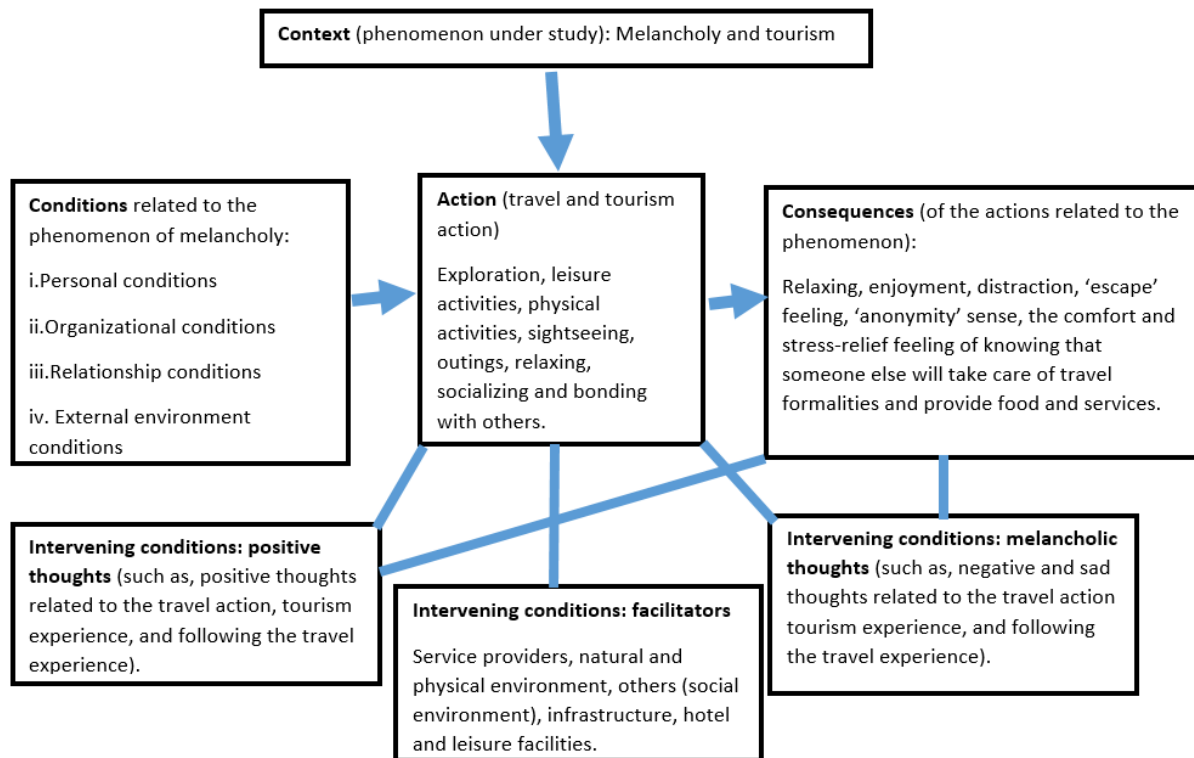 Context (phenomenon under study): Melancholy and tourism
Conditions related to the
phenomenon of melancholy:
i.Personal conditions
ii.Organizational conditions
iii.Relationship conditions
iv. External environment
conditions
Action (travel and tourism
action)
Exploration, leisure
activities, physical
activities, sightseeing,
outings, relaxing,
socializing and bonding
with others.
Consequences (of the actions related to the
phenomenon):
Relaxing, enjoyment, distraction, ‘escape’
feeling, ‘anonymity’ sense, the comfort and
stress-relief feeling of knowing that
someone else will take care of travel
formalities and provide food and services.
Intervening conditions: positive
thoughts (such as, positive thoughts
related to the travel action, tourism
experience, and following the travel
experience).
Intervening conditions: facilitators
Service providers, natural and
physical environment, others (social
environment), infrastructure, hotel
and leisure facilities.
Intervening conditions: melancholic
thoughts (such as, negative and sad
thoughts related to the travel action
tourism experience, and following
the travel experience).